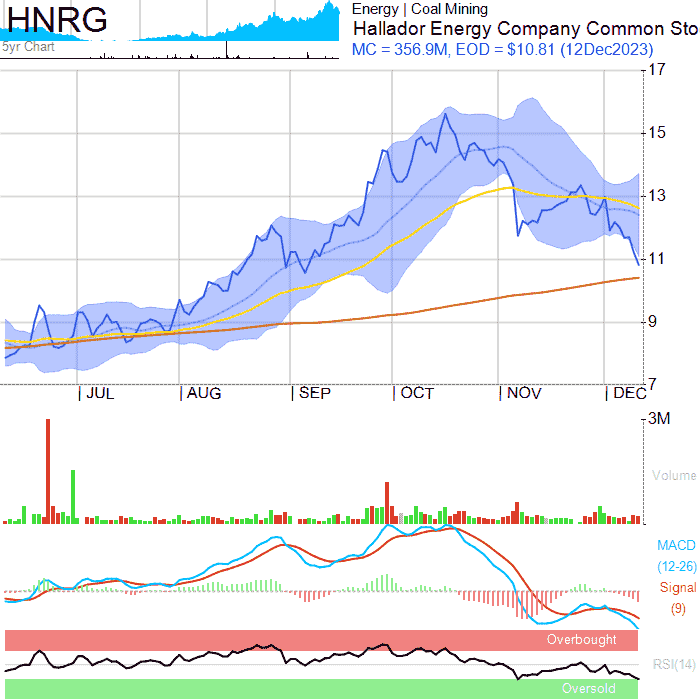 HNRG
5yr Chart
Energy | Coal Mining
Hallador Energy Company Common Sto
MC = 356.9M, EOD = $10.81 (12Dec2023)
17
15
13
11
9
7
JUL AUG SEP OCT NOV DEC
3M
Volume
MACD
(12-26)
Signal
(9)
Overbought
RSI(14)
Oversold